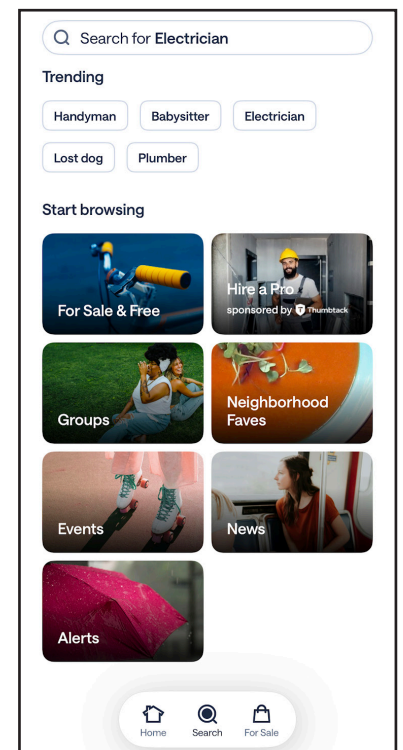 Search for Electrician
Trending
Handyman
Babysitter
Electrician
Lost dog
Plumber
Start browsing
For Sale & Free
Hire a Pro
sponsored by Thumbtack
Groups
Neighborhood
Faves
Events
News
Alerts
Home
Search
For Sale